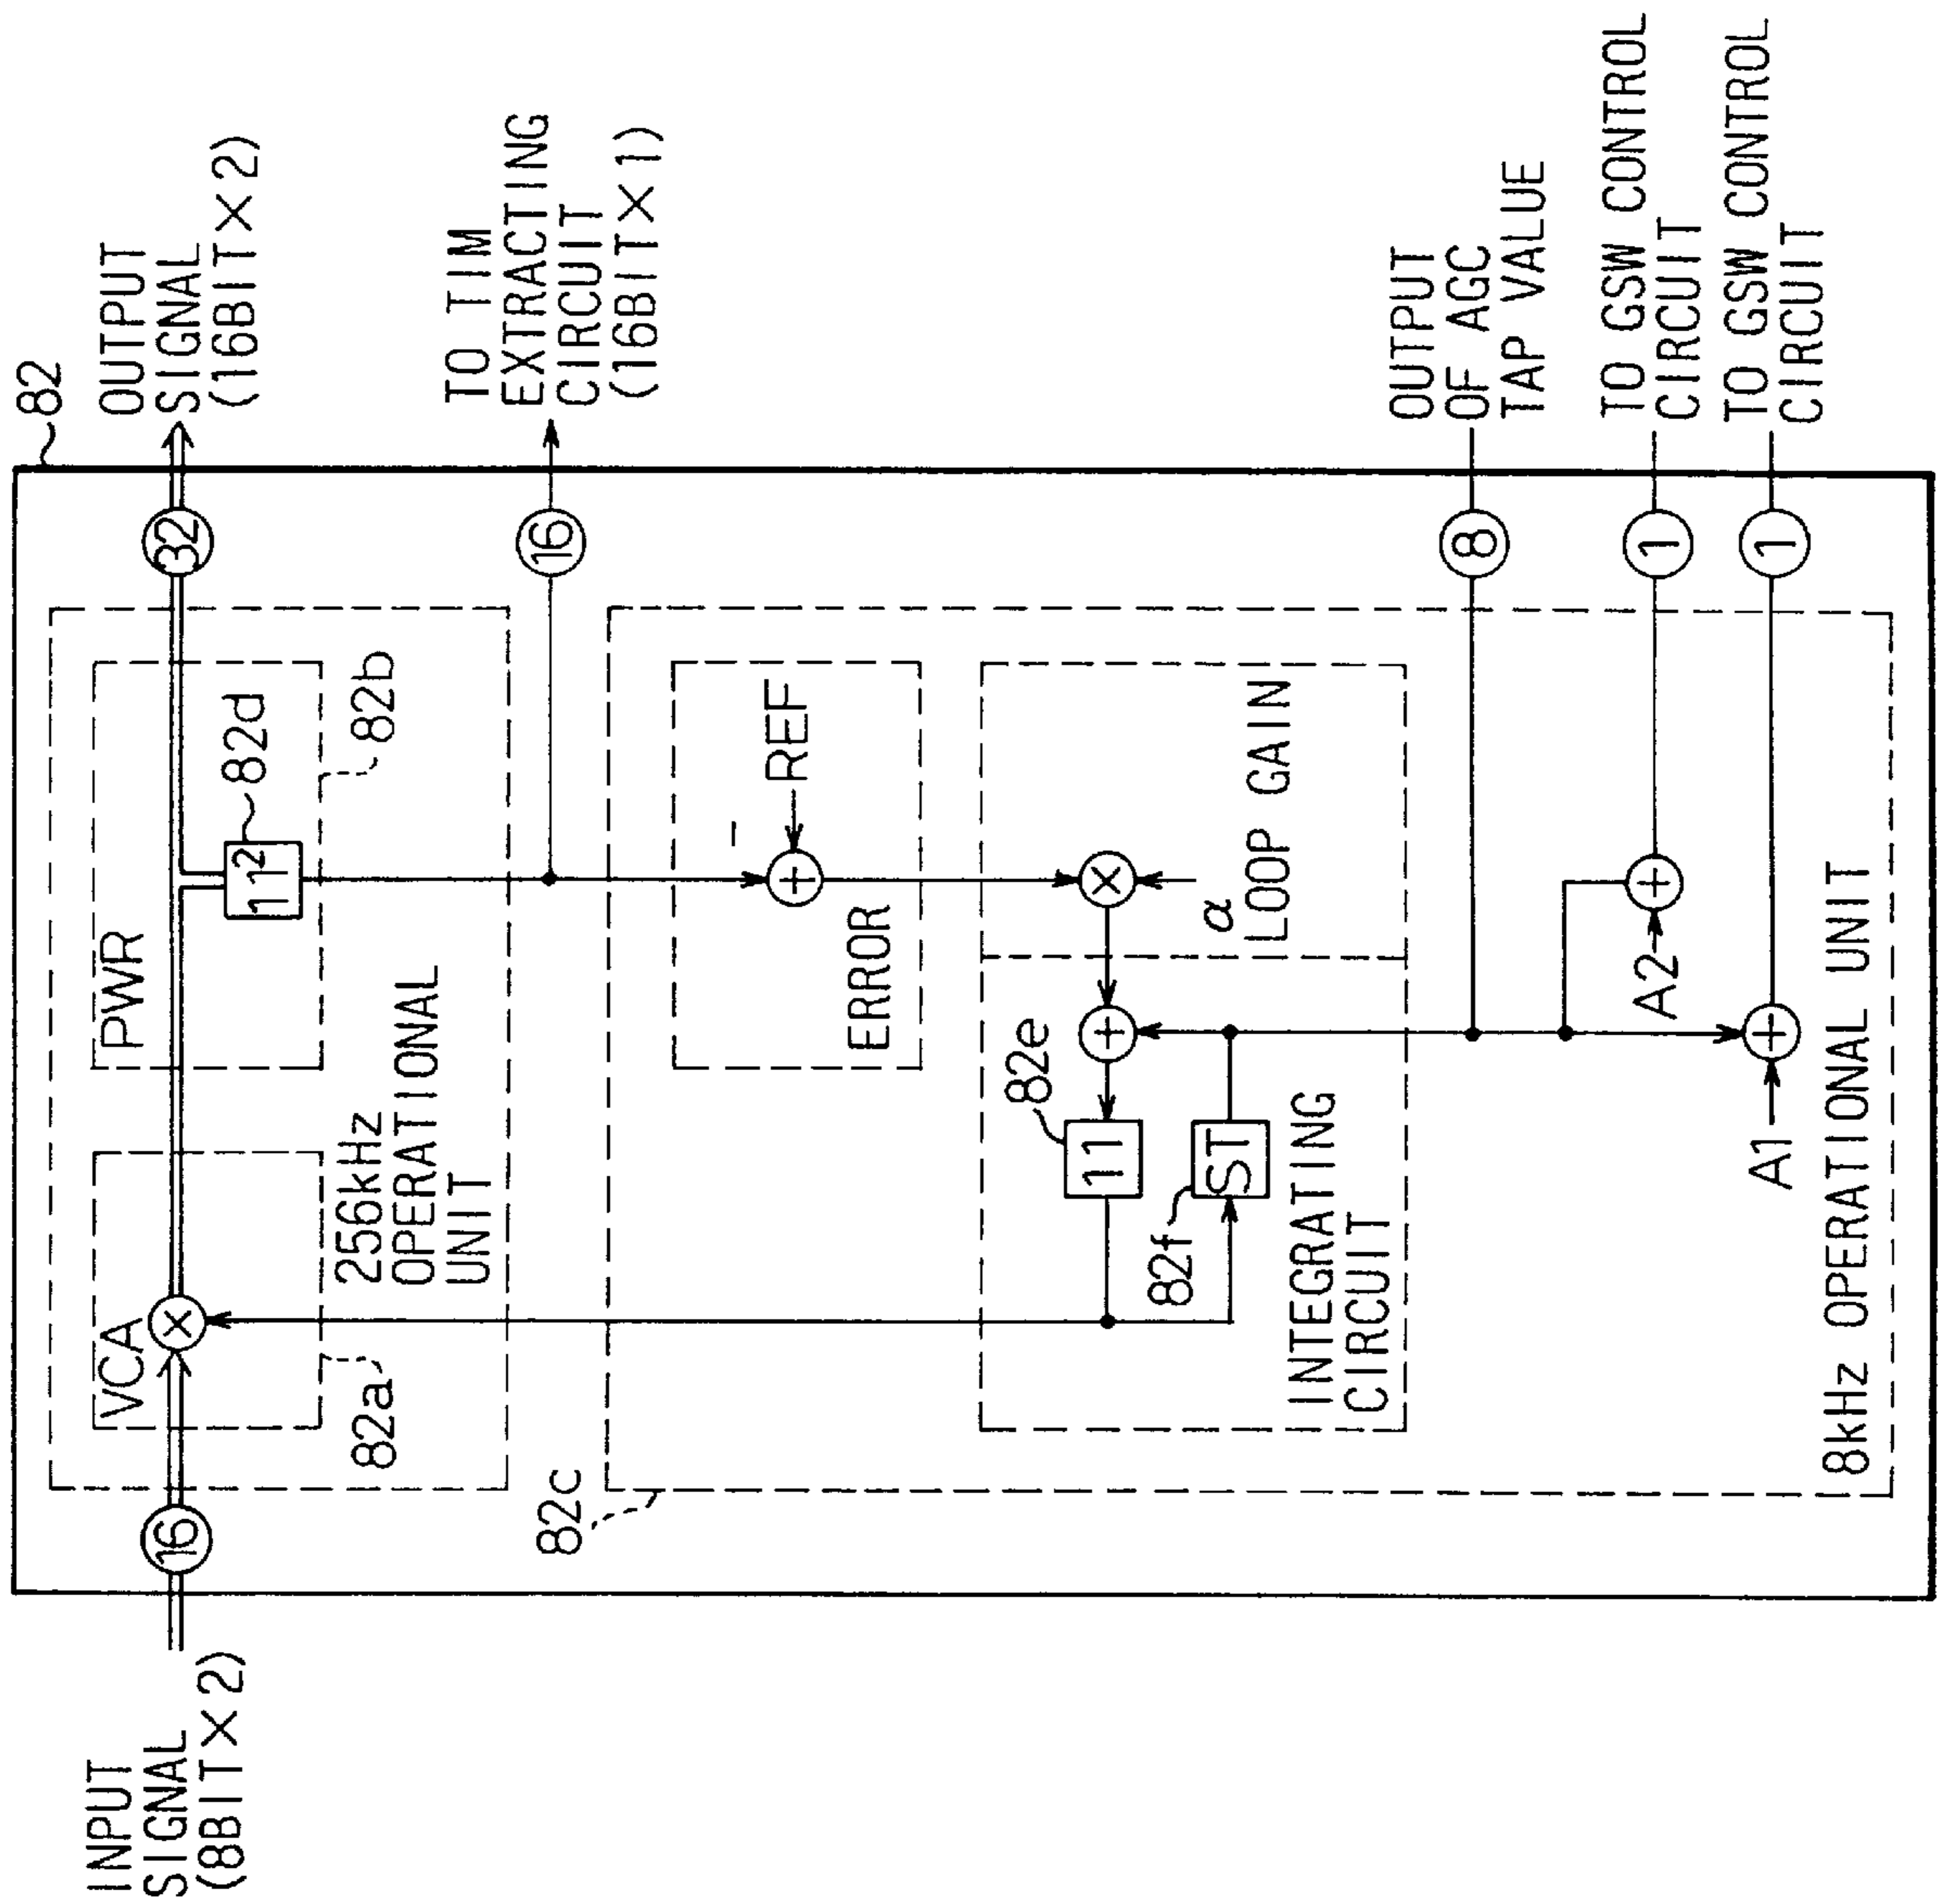 82
INPUT
SIGNAL
(8BIT×2)
16
VCA
82a
256kHz
OPERATIONAL
UNIT
PWR
11²
82d
82b
32
OUTPUT
SIGNAL
(16BIT×2)
16
TO TIM
EXTRACTING
CIRCUIT
(16BIT×1)
82c
ERROR
-
REF
α
LOOP GAIN
82e
11
82f
ST
INTEGRATING
CIRCUIT
8
OUTPUT
OF AGC
TAP VALUE
A2
1
TO GSW CONTROL
CIRCUIT
A1
1
TO GSW CONTROL
CIRCUIT
8kHz OPERATIONAL UNIT